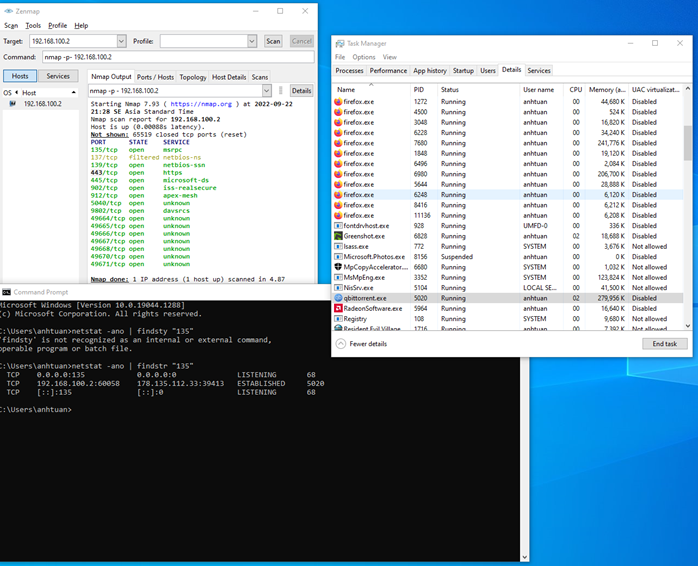 Zenmap
Scan Tools Profile Help
Target: 192.168.100.2 Profile: Scan Cancel
Command: nmap -p- 192.168.100.2
Hosts Services
OS Host
192.168.100.2
Nmap Output Ports / Hosts Topology Host Details Scans
nmap -p - 192.168.100.2 Details
Starting Nmap 7.93 ( https://nmap.org ) at 2022-09-22
21:28 SE Asia Standard Time
Nmap scan report for 192.168.100.2
Host is up (0.00088s latency).
Not shown: 65519 closed tcp ports (reset)
PORT STATE SERVICE
135/tcp open msrpc
137/tcp filtered netbios-ns
139/tcp open netbios-ssn
443/tcp open https
445/tcp open microsoft-ds
902/tcp open iss-realsecure
912/tcp open apex-mesh
5040/tcp open unknown
9802/tcp open davsrcs
49664/tcp open unknown
49665/tcp open unknown
49666/tcp open unknown
49667/tcp open unknown
49668/tcp open unknown
49670/tcp open unknown
49671/tcp open unknown
Nmap done: 1 IP address (1 host up) scanned in 4.87
Task Manager
File Options View
Processes Performance App history Startup Users Details Services
Name PID Status User name CPU Memory (a... UAC virtualizat...
firefox.exe 1272 Running anhtuan 00 44,680 K Disabled
firefox.exe 4500 Running anhtuan 00 524 K Disabled
firefox.exe 3048 Running anhtuan 00 16,820 K Disabled
firefox.exe 6228 Running anhtuan 00 34,240 K Disabled
firefox.exe 7680 Running anhtuan 00 241,776 K Disabled
firefox.exe 1848 Running anhtuan 00 19,120 K Disabled
firefox.exe 6496 Running anhtuan 00 2,084 K Disabled
firefox.exe 6980 Running anhtuan 00 206,700 K Disabled
firefox.exe 5644 Running anhtuan 00 28,888 K Disabled
firefox.exe 6248 Running anhtuan 00 6,120 K Disabled
firefox.exe 8416 Running anhtuan 00 6,212 K Disabled
firefox.exe 11136 Running anhtuan 00 6,208 K Disabled
fontdrvhost.exe 928 Running UMFD-0 00 336 K Disabled
Greenshot.exe 6828 Running anhtuan 02 18,688 K Disabled
lsass.exe 772 Running SYSTEM 00 3,676 K Not allowed
Microsoft.Photos.exe 8156 Suspended anhtuan 00 0 K Disabled
MpCopyAccelerator.... 6680 Running SYSTEM 00 1,032 K Not allowed
MsMpEng.exe 3352 Running SYSTEM 00 123,824 K Not allowed
NisSrv.exe 5104 Running LOCAL SE... 00 41,500 K Not allowed
qbittorrent.exe 5020 Running anhtuan 02 279,956 K Disabled
RadeonSoftware.exe 5964 Running anhtuan 00 16,640 K Disabled
Registry 108 Running SYSTEM 00 9,680 K Not allowed
Resident Evil Village 1716 Running anhtuan 00 7,392 K Not allowed
Fewer details End task
Command Prompt
Microsoft Windows [Version 10.0.19044.1288]
(c) Microsoft Corporation. All rights reserved.
C:\Users\anhtuan>netstat -ano | findsty "135"
'findsty' is not recognized as an internal or external command,
operable program or batch file.
C:\Users\anhtuan>netstat -ano | findstr "135"
TCP 0.0.0.0:135 0.0.0.0:0 LISTENING 68
TCP 192.168.100.2:60058 178.135.112.33:39413 ESTABLISHED 5020
TCP [::]:135 [::]:0 LISTENING 68
C:\Users\anhtuan>